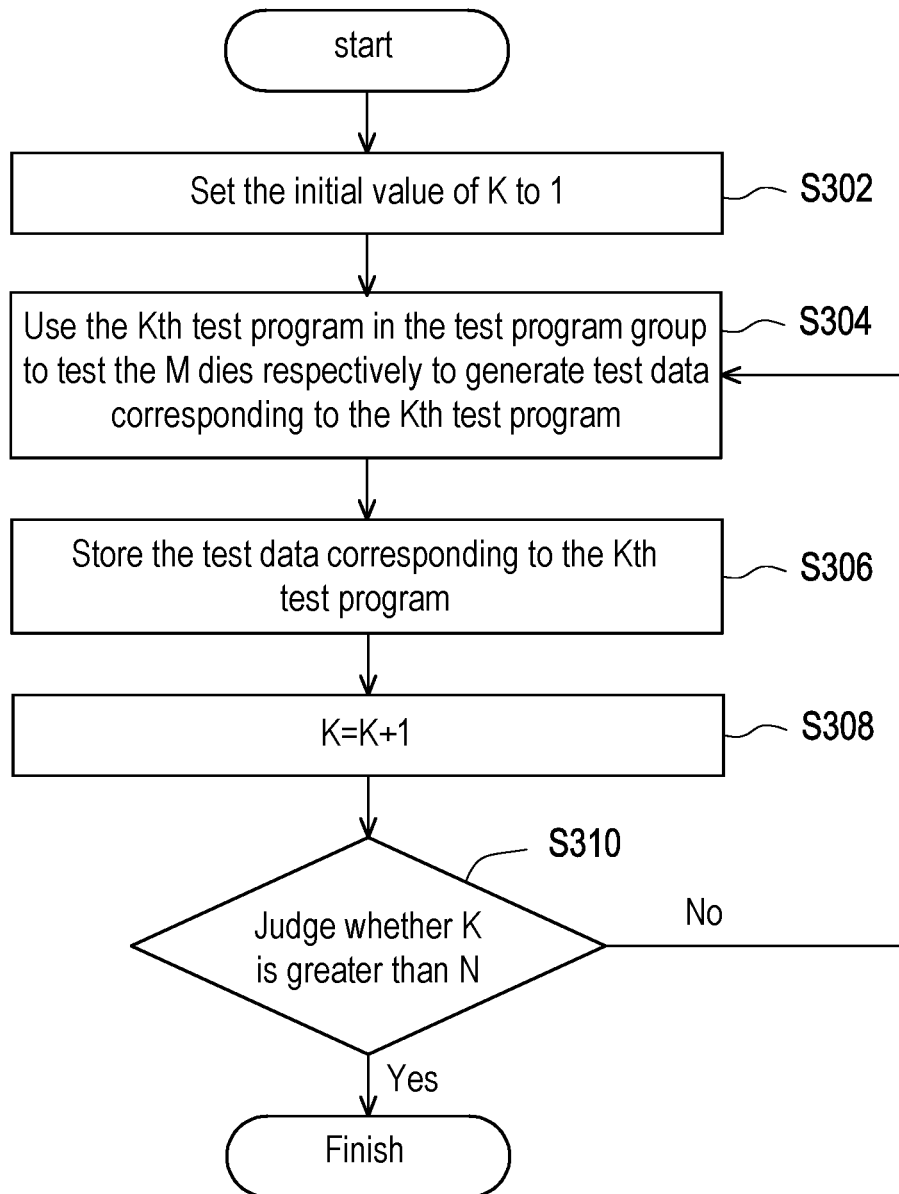 start
Set the initial value of K to 1
S302
Use the Kth test program in the test program group
to test the M dies respectively to generate test data
corresponding to the Kth test program
S304
Store the test data corresponding to the Kth
test program
S306
K=K+1
S308
S310
Judge whether K
is greater than N
No
Yes
Finish